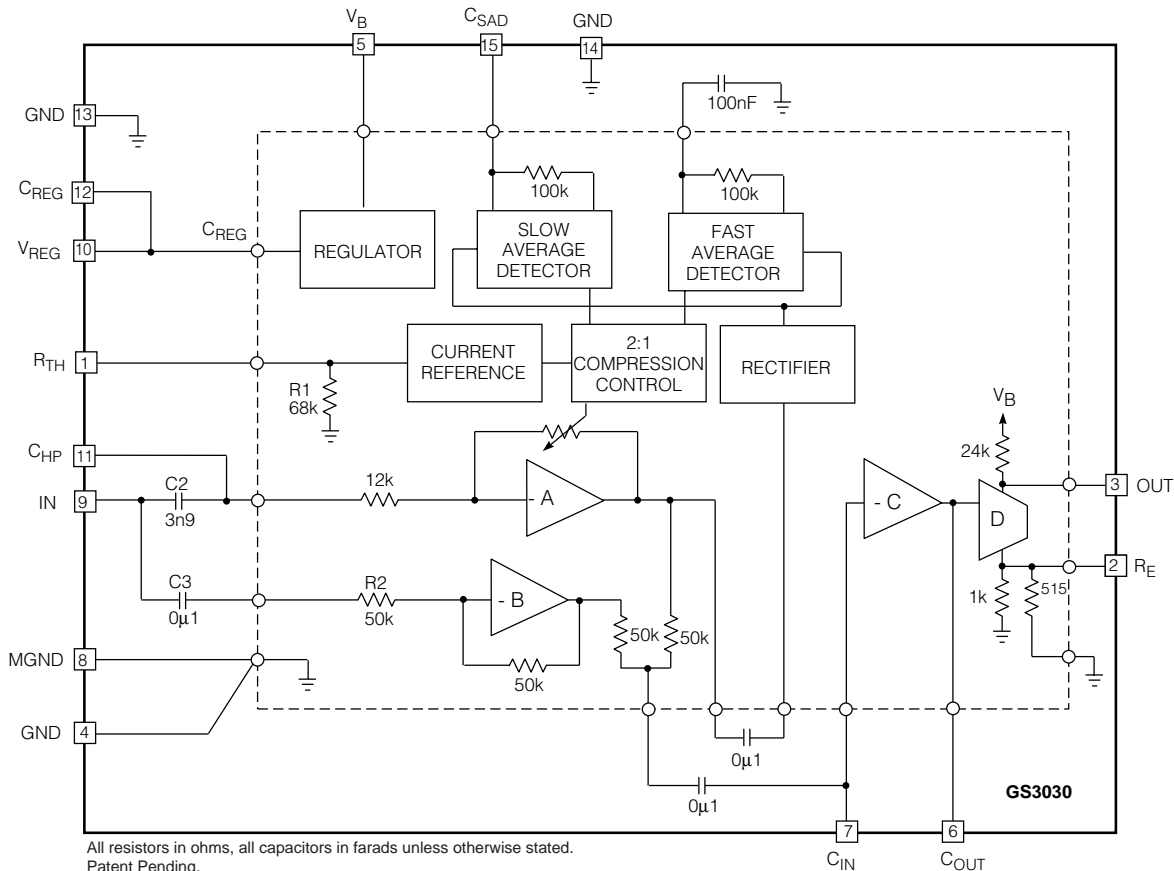 V_B
C_SAD
GND
5
15
14
100nF
GND
13
C_REG
12
V_REG
10
C_REG
REGULATOR
100k
SLOW
AVERAGE
DETECTOR
100k
FAST
AVERAGE
DETECTOR
R_TH
1
R1
68k
CURRENT
REFERENCE
2:1
COMPRESSION
CONTROL
RECTIFIER
V_B
24k
C_HP
11
IN
9
C2
3n9
12k
- A
- C
D
3
OUT
2
R_E
1k
515
C3
0µ1
R2
50k
- B
50k
50k
50k
MGND
8
GND
4
0µ1
0µ1
GS3030
7
6
C_IN
C_OUT
All resistors in ohms, all capacitors in farads unless otherwise stated.
Patent Pending.